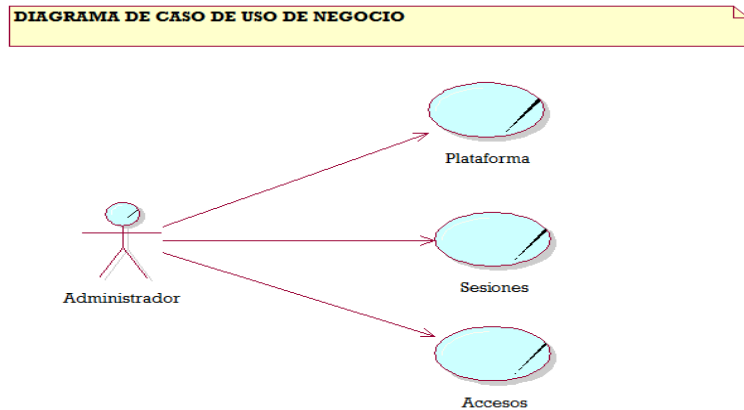 DIAGRAMA DE CASO DE USO DE NEGOCIO
Plataforma
Sesiones
Administrador
Accesos